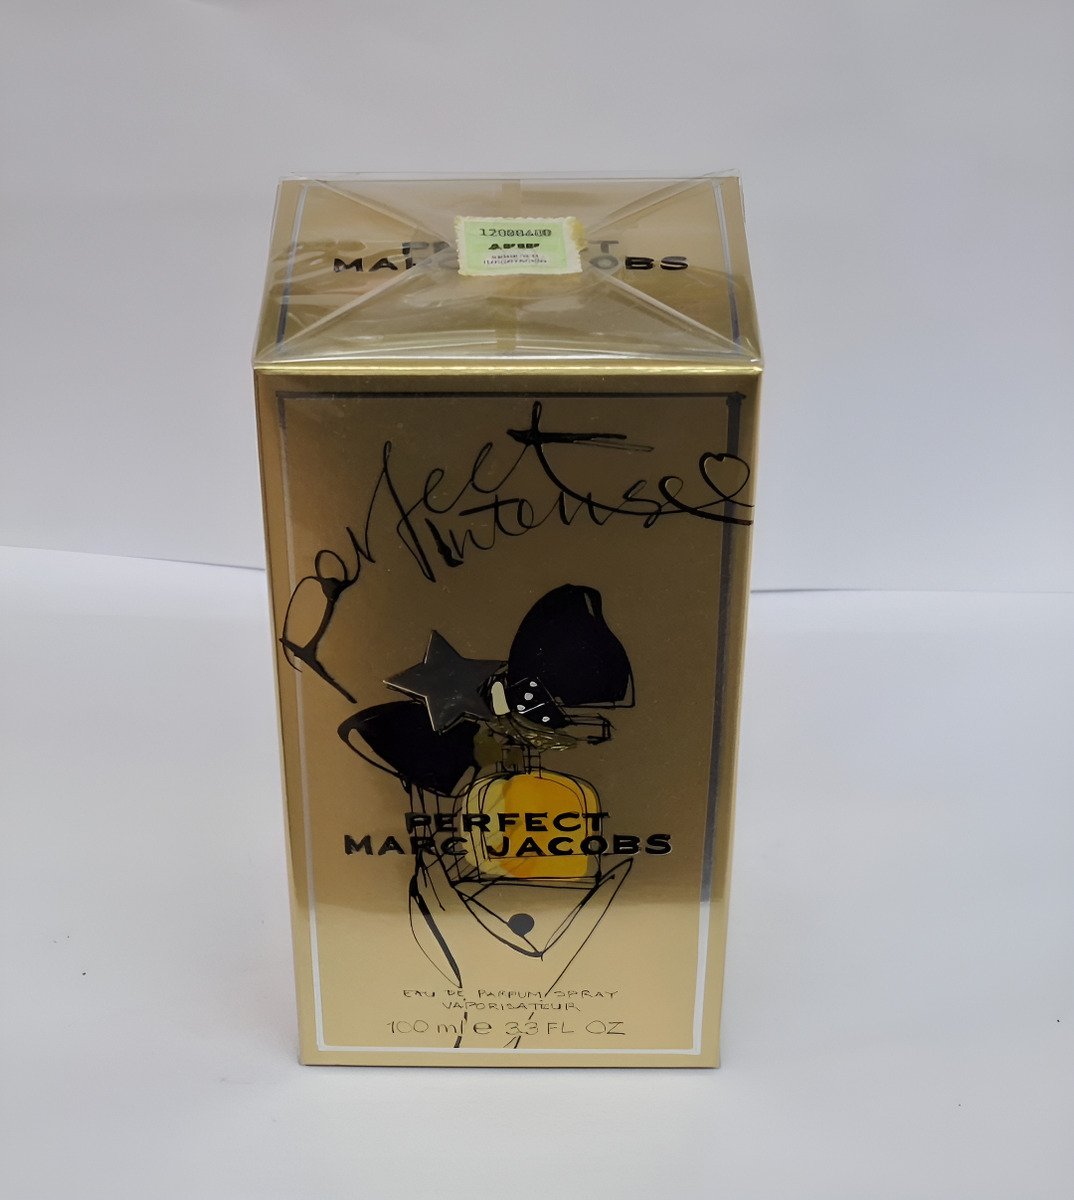 PERFECT
MARC JACOBS
perfect
intense
PERFECT
MARC JACOBS
EAU DE PARFUM SPRAY
VAPORISATEUR
100 ml e 3.3 FL OZ